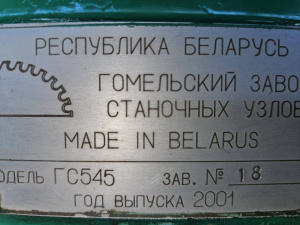 РЕСПУБЛИКА БЕЛАРУСЬ
ГОМЕЛЬСКИЙ ЗАВО
СТАНОЧНЫХ УЗЛОВ
MADE IN BELARUS
ОДЕЛЬ ГС545 ЗАВ. № 18
ГОД ВЫПУСКА 2001